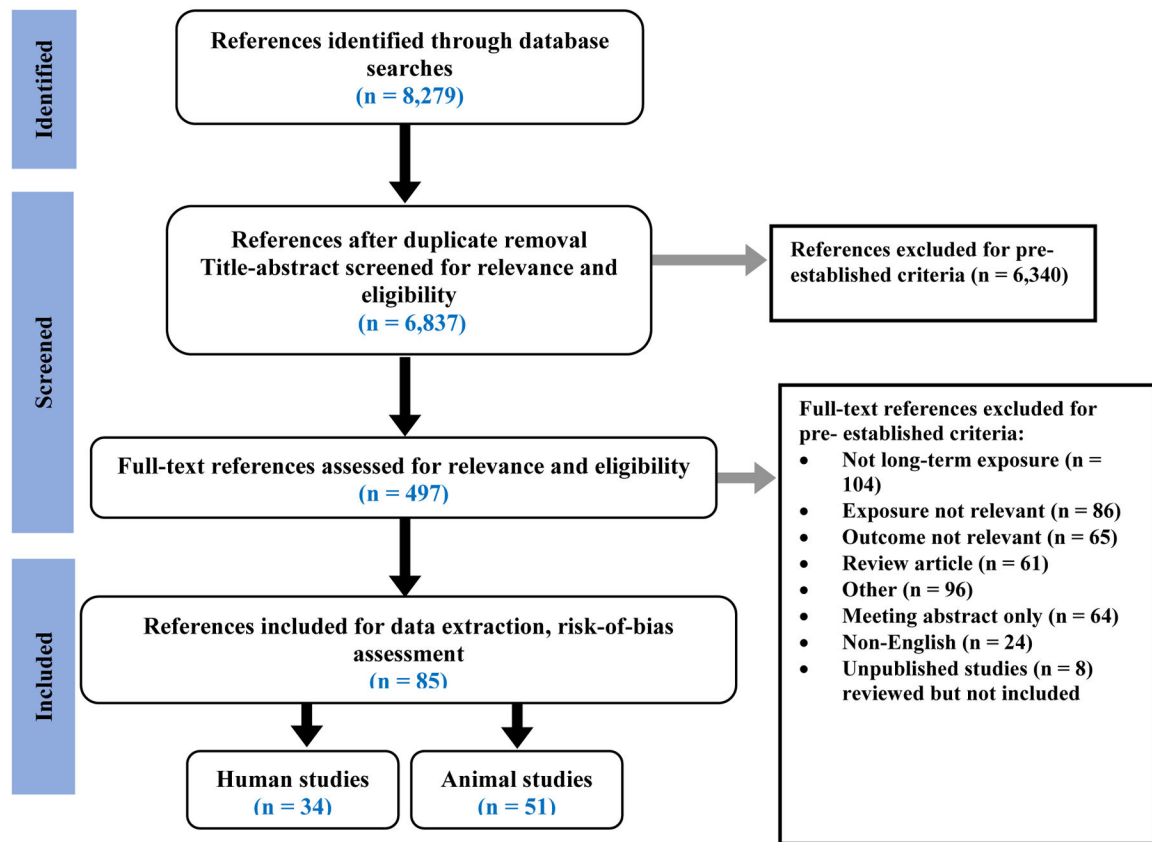 Identified
References identified through database
searches
(n = 8,279)
Screened
References after duplicate removal
Title-abstract screened for relevance and
eligibility
(n = 6,837)
References excluded for pre-
established criteria (n = 6,340)
Full-text references assessed for relevance and eligibility
(n = 497)
Full-text references excluded for
pre- established criteria:
• Not long-term exposure (n =
104)
• Exposure not relevant (n = 86)
• Outcome not relevant (n = 65)
• Review article (n = 61)
• Other (n = 96)
• Meeting abstract only (n = 64)
• Non-English (n = 24)
• Unpublished studies (n = 8)
reviewed but not included
Included
References included for data extraction, risk-of-bias
assessment
(n = 85)
Human studies
(n = 34)
Animal studies
(n = 51)